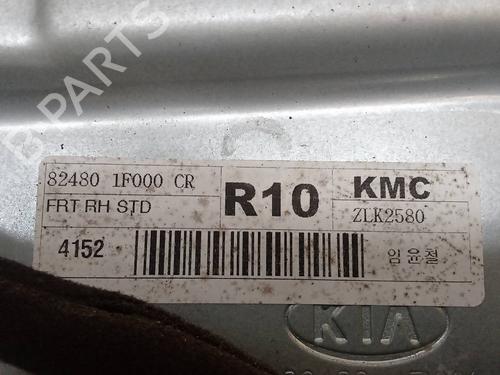 82480 1F000 CR
FRT RH STD
4152
R10
KMC
ZLK2580
임윤철
KIA
B-PARTS